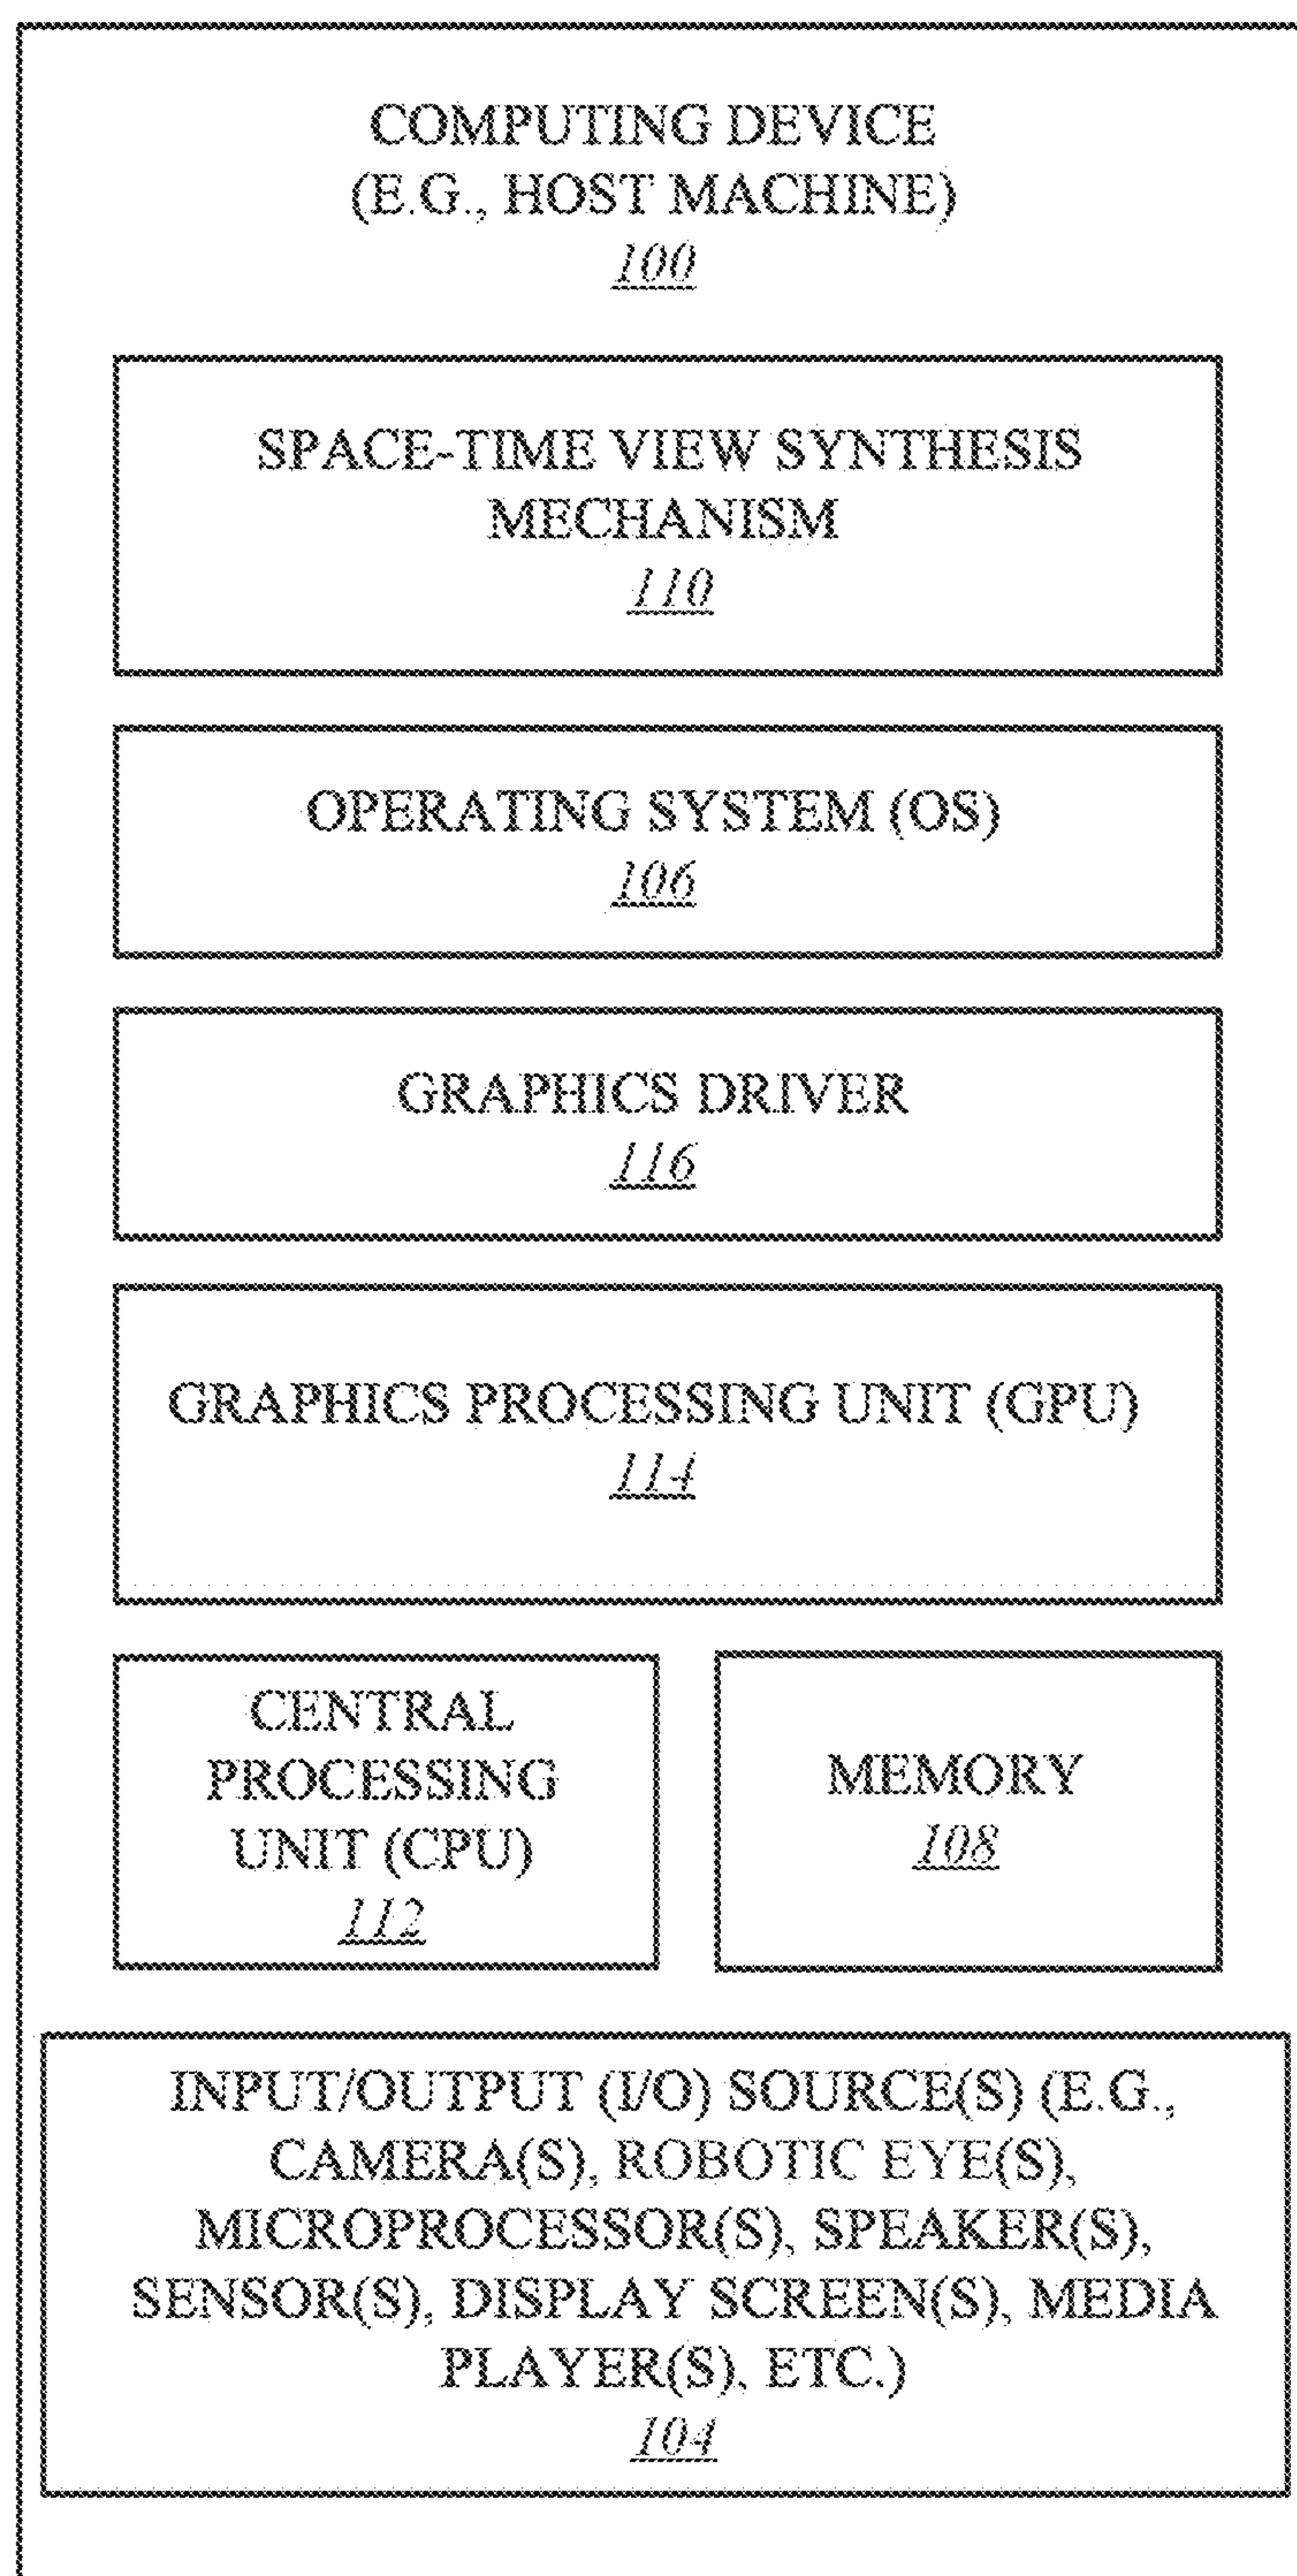 COMPUTING DEVICE
(E.G., HOST MACHINE)
100
SPACE-TIME VIEW SYNTHESIS
MECHANISM
110
OPERATING SYSTEM (OS)
106
GRAPHICS DRIVER
116
GRAPHICS PROCESSING UNIT (GPU)
114
CENTRAL
PROCESSING
UNIT (CPU)
112
MEMORY
108
INPUT/OUTPUT (I/O) SOURCE(S) (E.G.,
CAMERA(S), ROBOTIC EYE(S),
MICROPROCESSOR(S), SPEAKER(S),
SENSOR(S), DISPLAY SCREEN(S), MEDIA
PLAYER(S), ETC.)
104